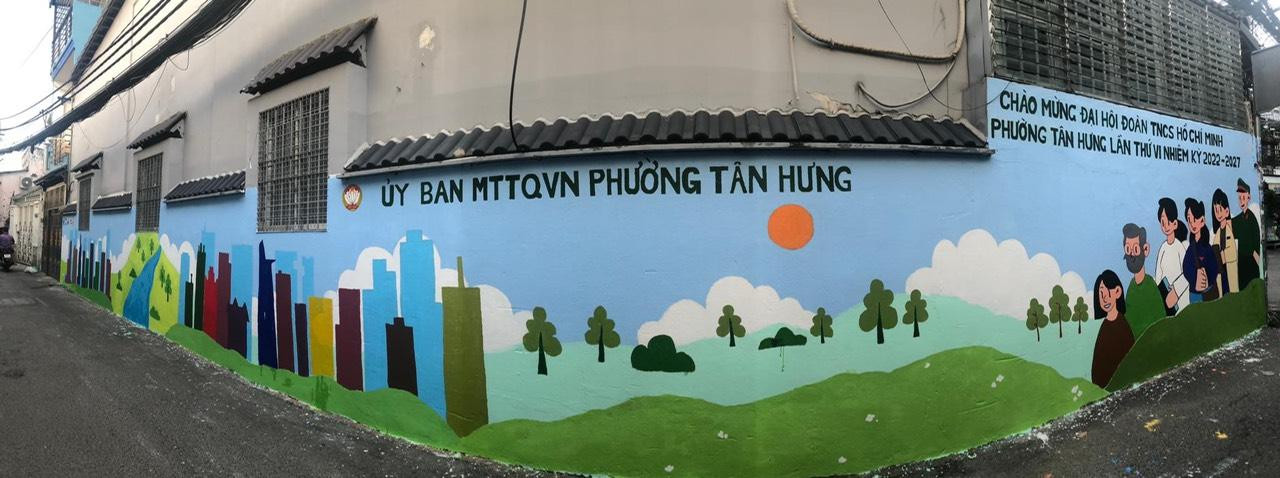 ỦY BAN MTTQVN PHƯỜNG TÂN HƯNG
CHÀO MỪNG ĐẠI HỘI ĐOÀN TNCS HỒ CHÍ MINH
PHƯỜNG TÂN HƯNG LẦN THỨ VI NHIỆM KỲ 2022-2027